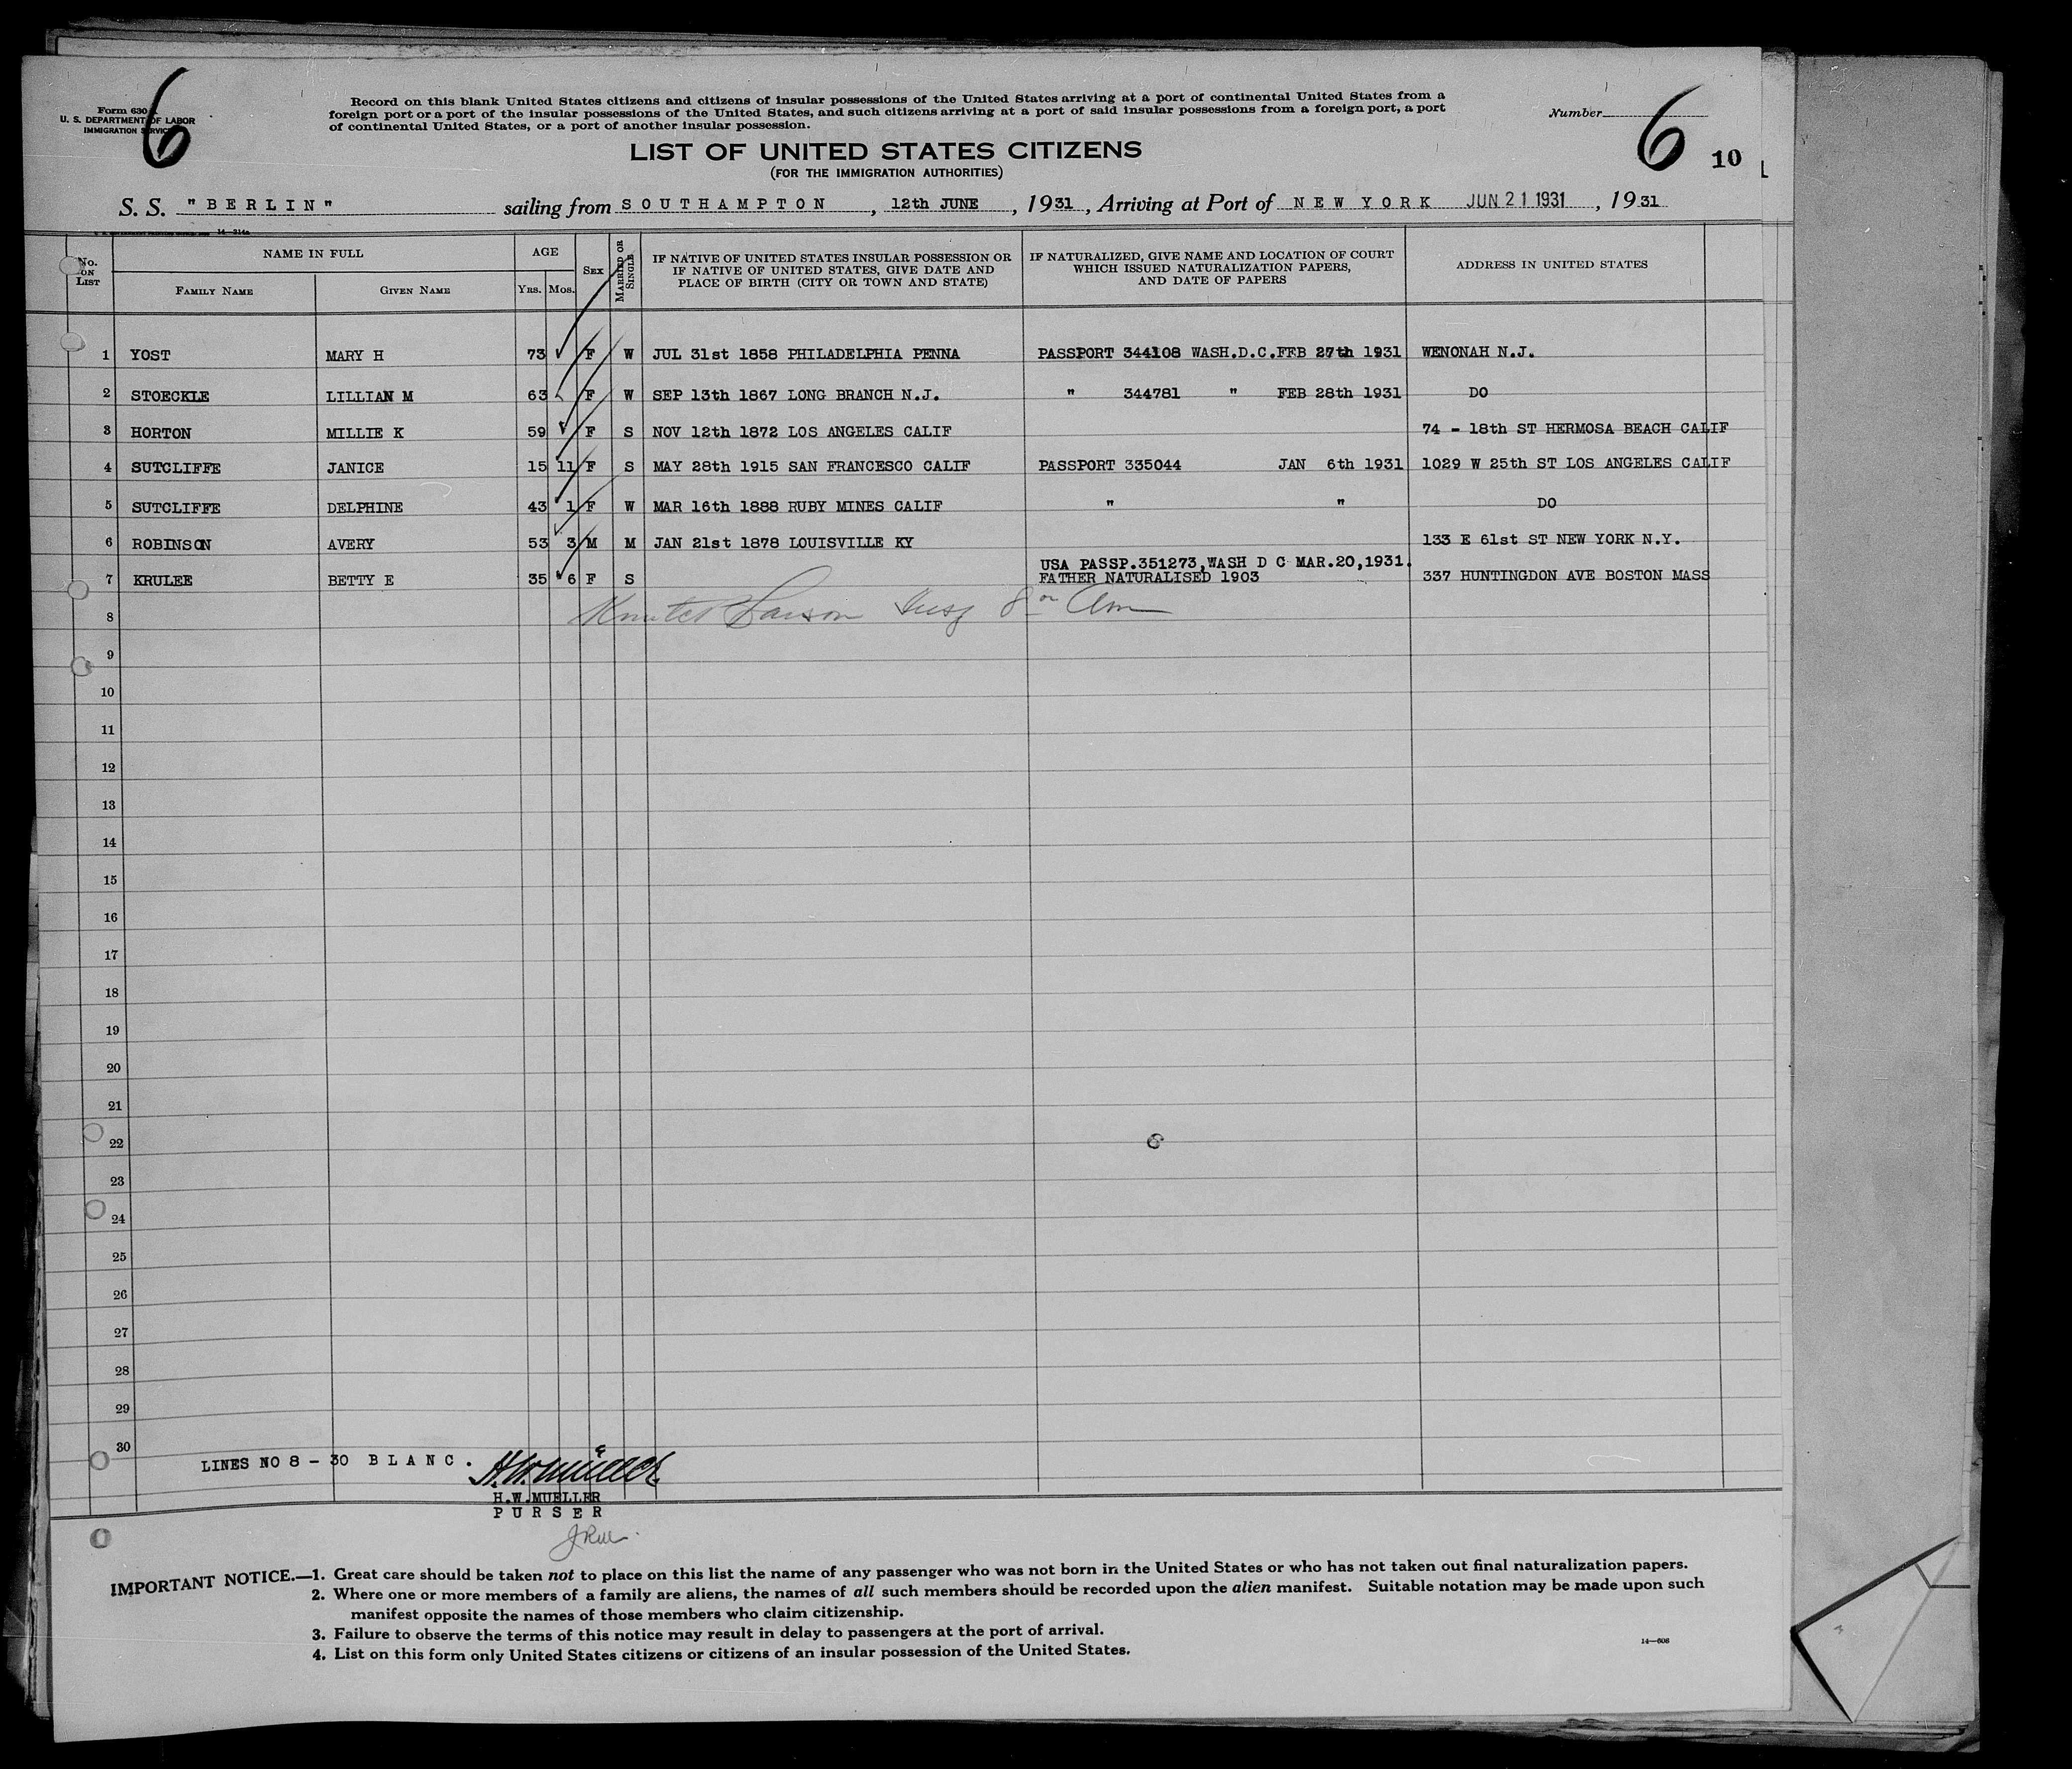 Form 630
U. S. DEPARTMENT OF LABOR
IMMIGRATION SERVICE
6
Record on this blank United States citizens and citizens of insular possessions of the United States arriving at a port of continental United States from a
foreign port or a port of the insular possessions of the United States, and such citizens arriving at a port of said insular possessions from a foreign port, a port
of continental United States, or a port of another insular possession.
Number
6
10
LIST OF UNITED STATES CITIZENS
(FOR THE IMMIGRATION AUTHORITIES)
S. S. "BERLIN" sailing from SOUTHAMPTON, 12th JUNE, 1931, Arriving at Port of NEW YORK JUN 21 1931, 1931
No. ON LIST
NAME IN FULL
FAMILY NAME
GIVEN NAME
AGE
YRS. MOS.
SEX
MARRIED OR SINGLE
IF NATIVE OF UNITED STATES INSULAR POSSESSION OR
IF NATIVE OF UNITED STATES, GIVE DATE AND
PLACE OF BIRTH (CITY OR TOWN AND STATE)
IF NATURALIZED, GIVE NAME AND LOCATION OF COURT
WHICH ISSUED NATURALIZATION PAPERS,
AND DATE OF PAPERS
ADDRESS IN UNITED STATES
1 YOST MARY H 73 F W JUL 31st 1858 PHILADELPHIA PENNA PASSPORT 344108 WASH.D.C.FEB 27th 1931 WENONAH N.J.
2 STOECKLE LILLIAN M 63 F W SEP 13th 1867 LONG BRANCH N.J. " 344781 " FEB 28th 1931 DO
3 HORTON MILLIE K 59 F S NOV 12th 1872 LOS ANGELES CALIF 74 - 18th ST HERMOSA BEACH CALIF
4 SUTCLIFFE JANICE 15 11 F S MAY 28th 1915 SAN FRANCESCO CALIF PASSPORT 335044 JAN 6th 1931 1029 W 25th ST LOS ANGELES CALIF
5 SUTCLIFFE DELPHINE 43 1 F W MAR 16th 1888 RUBY MINES CALIF " " DO
6 ROBINSON AVERY 53 3 M M JAN 21st 1878 LOUISVILLE KY 133 E 61st ST NEW YORK N.Y.
USA PASSP.351273,WASH D C MAR.20,1931.
7 KRULEE BETTY E 35 6 F S FATHER NATURALISED 1903 337 HUNTINGDON AVE BOSTON MASS
8
9
10
11
12
13
14
15
16
17
18
19
20
21
22
23
24
25
26
27
28
29
30
LINES NO 8 - 30 BLANC.
H.W.MUELLER
PURSER
IMPORTANT NOTICE.—1. Great care should be taken not to place on this list the name of any passenger who was not born in the United States or who has not taken out final naturalization papers.
2. Where one or more members of a family are aliens, the names of all such members should be recorded upon the alien manifest. Suitable notation may be made upon such
manifest opposite the names of those members who claim citizenship.
3. Failure to observe the terms of this notice may result in delay to passengers at the port of arrival.
4. List on this form only United States citizens or citizens of an insular possession of the United States.
14—608